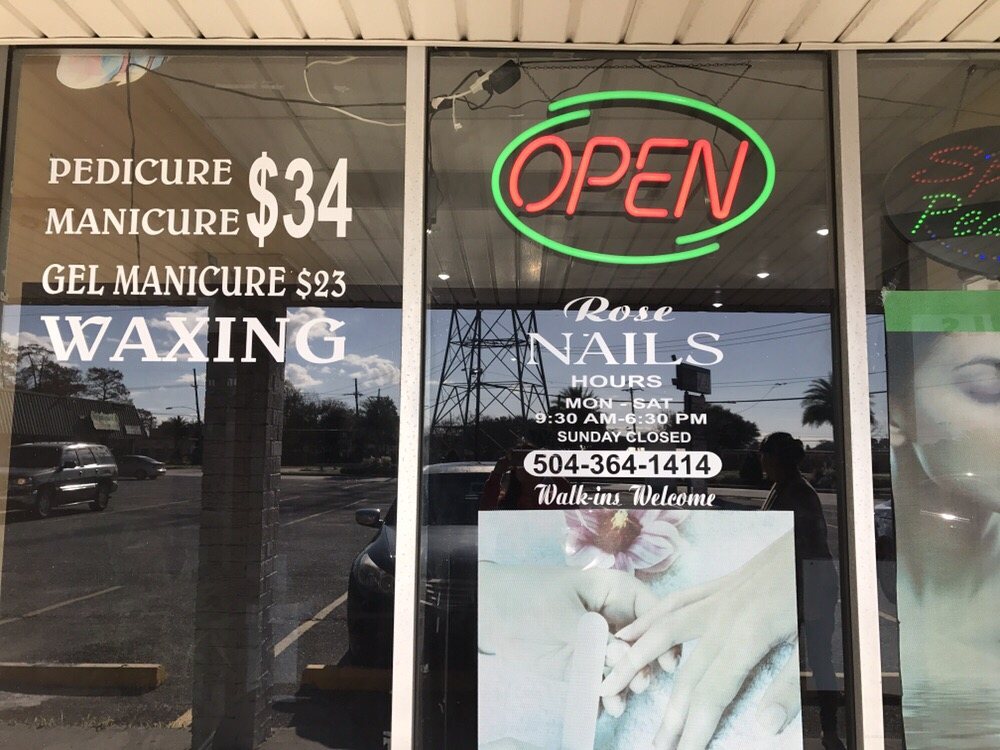 PEDICURE
MANICURE $34
GEL MANICURE $23
WAXING
OPEN
Rose
NAILS
HOURS
MON - SAT
9:30 AM-6:30 PM
SUNDAY CLOSED
504-364-1414
Walk-ins Welcome